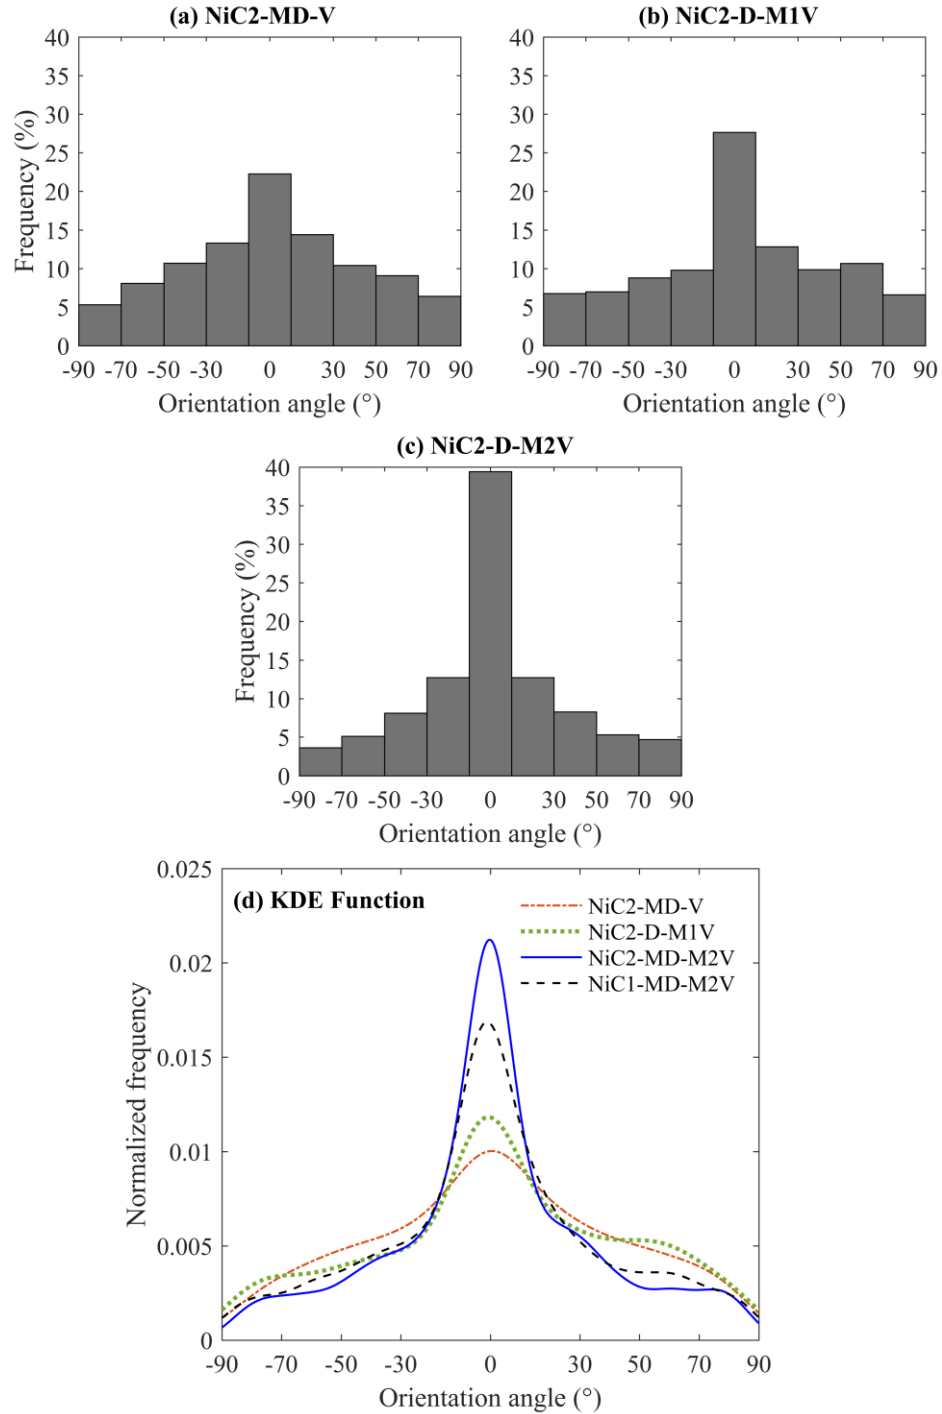 (a) NiC2-MD-V
40
35
30
25
20
15
10
5
0
Frequency (%)
-90 -70 -50 -30 0 30 50 70 90
Orientation angle (°)
(b) NiC2-D-M1V
40
35
30
25
20
15
10
5
0
-90 -70 -50 -30 0 30 50 70 90
Orientation angle (°)
(c) NiC2-D-M2V
40
35
30
25
20
15
10
5
0
Frequency (%)
-90 -70 -50 -30 0 30 50 70 90
Orientation angle (°)
(d) KDE Function
NiC2-MD-V
NiC2-D-M1V
NiC2-MD-M2V
NiC1-MD-M2V
0.025
0.02
0.015
0.01
0.005
0
Normalized frequency
-90 -70 -50 -30 0 30 50 70 90
Orientation angle (°)